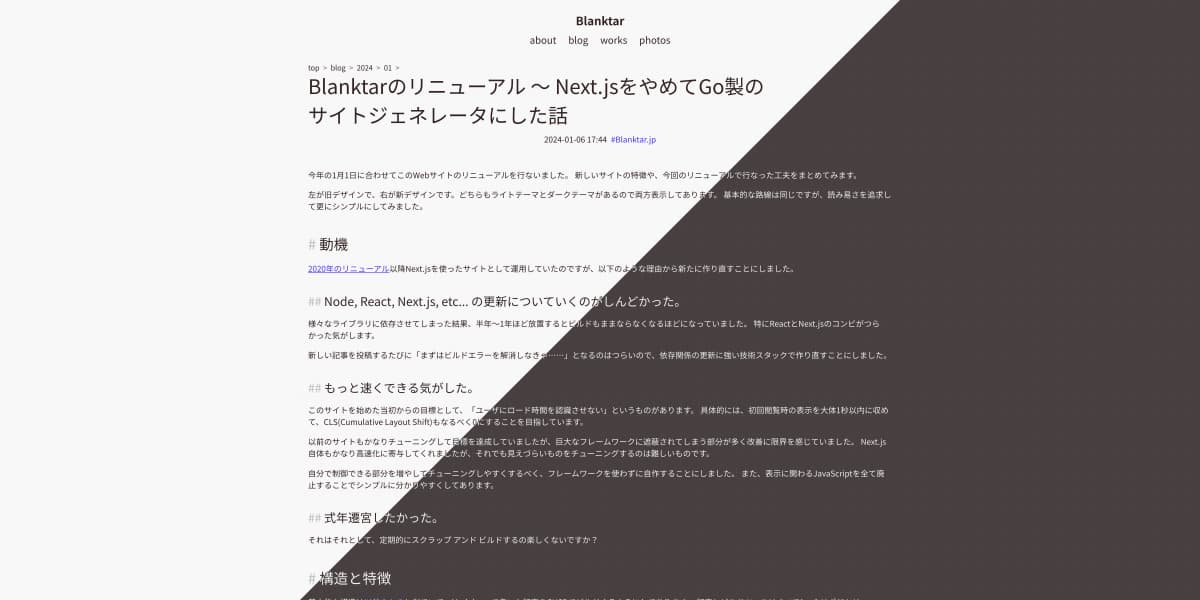 Blanktar
about blog works photos
top > blog > 2024 > 01 >
Blanktarのリニューアル 〜 Next.jsをやめてGo製の
サイトジェネレータにした話
2024-01-06 17:44 #Blanktar.jp
今年の1月1日に合わせてこのWebサイトのリニューアルを行ないました。 新しいサイトの特徴や、今回のリニューアルで行なった工夫をまとめてみます。
左が旧デザインで、右が新デザインです。どちらもライトテーマとダークテーマがあるので両方表示してあります。 基本的な路線は同じですが、読み易さを追求し
て更にシンプルにしてみました。
# 動機
2020年のリニューアル以降Next.jsを使ったサイトとして運用していたのですが、以下のような理由から新たに作り直すことにしました。
## Node, React, Next.js, etc... の更新についていくのがしんどかった。
様々なライブラリに依存させてしまった結果、半年〜1年ほど放置するとビルドもままならなくなるほどになっていました。 特にReactとNext.jsのコンビがつら
かった気がします。
新しい記事を投稿するたびに「まずはビルドエラーを解消しなきゃ……」となるのはつらいので、依存関係の更新に強い技術スタックで作り直すことにしました。
## もっと速くできる気がした。
このサイトを始めた当初からの目標として、「ユーザにロード時間を認識させない」というものがあります。 具体的には、初回閲覧時の表示を大体1秒以内に収め
て、CLS(Cumulative Layout Shift)もなるべく0にすることを目指しています。
以前のサイトもかなりチューニングして目標を達成していましたが、巨大なフレームワークに遮蔽されてしまう部分が多く改善に限界を感じていました。 Next.js
自体もかなり高速化に寄与してくれましたが、それでも見えづらいものをチューニングするのは難しいものです。
自分で制御できる部分を増やしてチューニングしやすくするべく、フレームワークを使わずに自作することにしました。 また、表示に関わるJavaScriptを全て廃
止することでシンプルに分かりやすくしてあります。
## 式年遷宮したかった。
それはそれとして、定期的にスクラップ アンド ビルドするの楽しくないですか？
# 構造と特徴